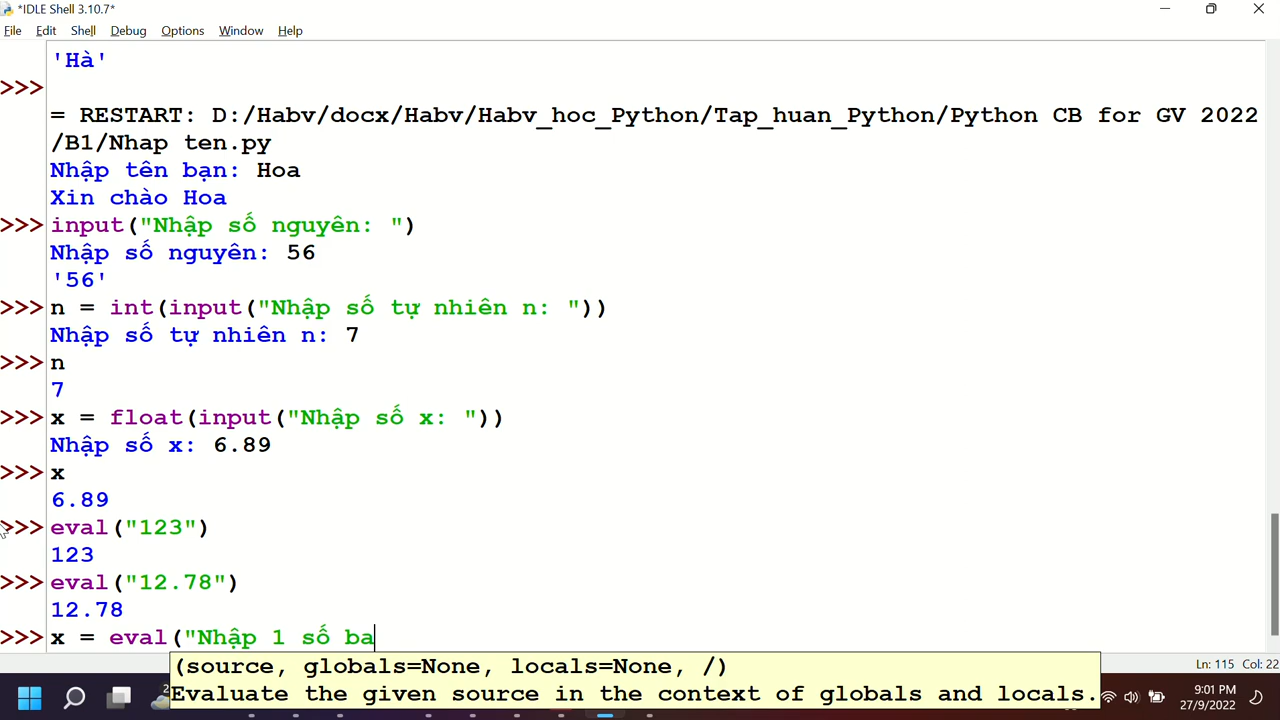 *IDLE Shell 3.10.7*
File Edit Shell Debug Options Window Help
'Hà'
>>>
= RESTART: D:/Habv/docx/Habv/Habv_hoc_Python/Tap_huan_Python/Python CB for GV 2022
/B1/Nhap ten.py
Nhập tên bạn: Hoa
Xin chào Hoa
>>> input("Nhập số nguyên: ")
Nhập số nguyên: 56
'56'
>>> n = int(input("Nhập số tự nhiên n: "))
Nhập số tự nhiên n: 7
>>> n
7
>>> x = float(input("Nhập số x: "))
Nhập số x: 6.89
>>> x
6.89
>>> eval("123")
123
>>> eval("12.78")
12.78
>>> x = eval("Nhập 1 số ba
(source, globals=None, locals=None, /)
Evaluate the given source in the context of globals and locals.
Ln: 115 Col: 22
2
9:01 PM
27/9/2022